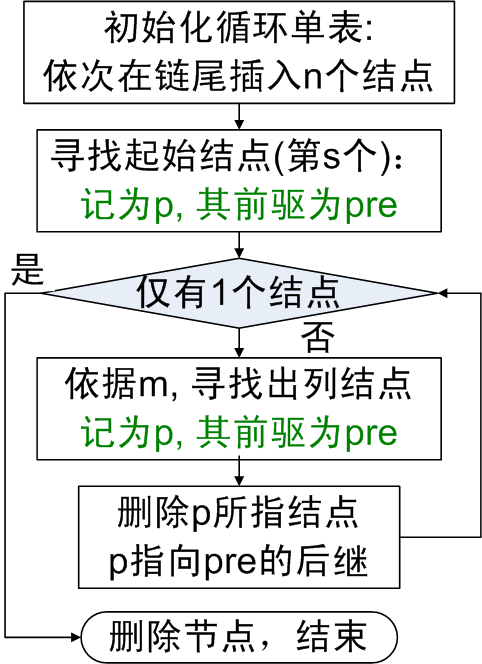 初始化循环单表:
依次在链尾插入n个结点
寻找起始结点(第s个)：
记为p, 其前驱为pre
是
仅有1个结点
否
依据m, 寻找出列结点
记为p, 其前驱为pre
删除p所指结点
p指向pre的后继
删除节点，结束